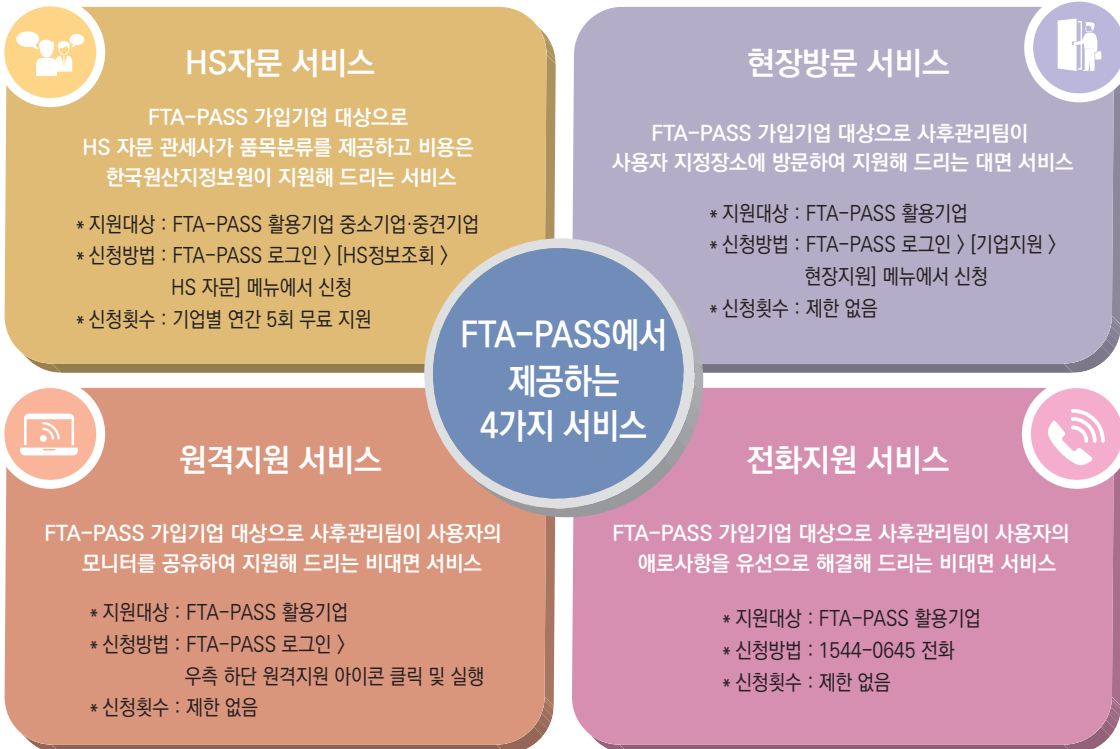 HS자문 서비스
FTA-PASS 가입기업 대상으로
HS 자문 관세사가 품목분류를 제공하고 비용은
한국원산지정보원이 지원해 드리는 서비스
* 지원대상 : FTA-PASS 활용기업 중소기업·중견기업
* 신청방법 : FTA-PASS 로그인 > [HS정보조회 >
HS 자문] 메뉴에서 신청
* 신청횟수 : 기업별 연간 5회 무료 지원
현장방문 서비스
FTA-PASS 가입기업 대상으로 사후관리팀이
사용자 지정장소에 방문하여 지원해 드리는 대면 서비스
* 지원대상 : FTA-PASS 활용기업
* 신청방법 : FTA-PASS 로그인 > [기업지원 >
현장지원] 메뉴에서 신청
* 신청횟수 : 제한 없음
FTA-PASS에서
제공하는
4가지 서비스
원격지원 서비스
FTA-PASS 가입기업 대상으로 사후관리팀이 사용자의
모니터를 공유하여 지원해 드리는 비대면 서비스
* 지원대상 : FTA-PASS 활용기업
* 신청방법 : FTA-PASS 로그인 >
우측 하단 원격지원 아이콘 클릭 및 실행
* 신청횟수 : 제한 없음
전화지원 서비스
FTA-PASS 가입기업 대상으로 사후관리팀이 사용자의
애로사항을 유선으로 해결해 드리는 비대면 서비스
* 지원대상 : FTA-PASS 활용기업
* 신청방법 : 1544-0645 전화
* 신청횟수 : 제한 없음